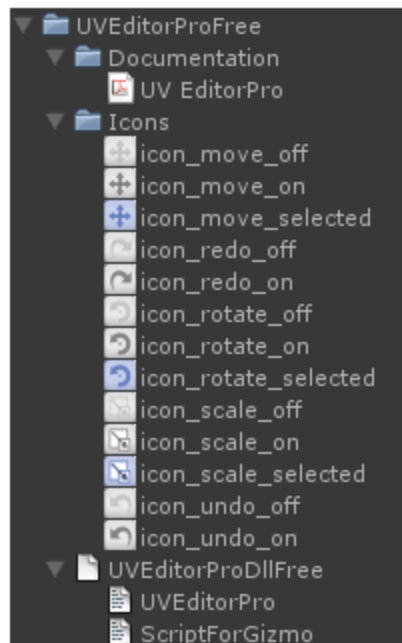 UVEditorProFree
Documentation
UV EditorPro
Icons
icon_move_off
icon_move_on
icon_move_selected
icon_redo_off
icon_redo_on
icon_rotate_off
icon_rotate_on
icon_rotate_selected
icon_scale_off
icon_scale_on
icon_scale_selected
icon_undo_off
icon_undo_on
UVEditorProDllFree
UVEditorPro
ScriptForGizmo